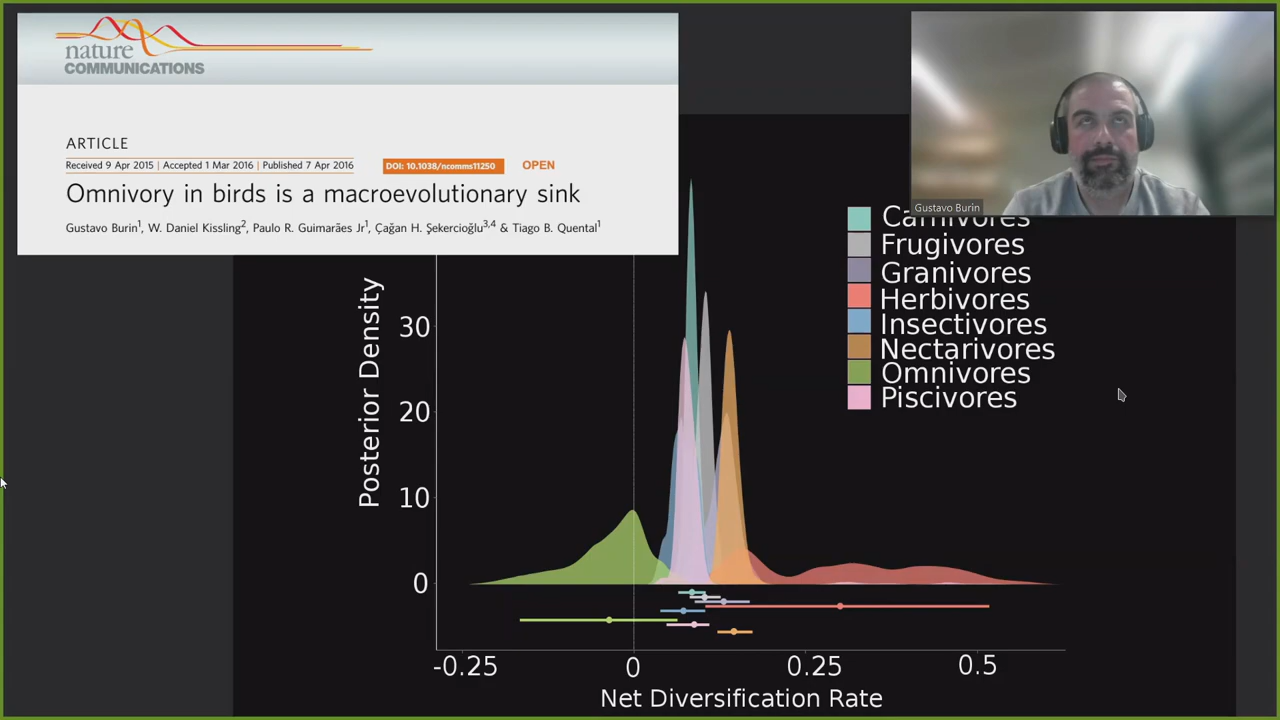 nature
COMMUNICATIONS
ARTICLE
Received 9 Apr 2015 | Accepted 1 Mar 2016 | Published 7 Apr 2016
DOI: 10.1038/ncomms11250
OPEN
Omnivory in birds is a macroevolutionary sink
Gustavo Burin1, W. Daniel Kissling2, Paulo R. Guimarães Jr1, Çağan H. Şekercioğlu3,4 & Tiago B. Quental1
Gustavo Burin
Carnivores
Frugivores
Granivores
Herbivores
Insectivores
Nectarivores
Omnivores
Piscivores
Posterior Density
30
20
10
0
-0.25
0
0.25
0.5
Net Diversification Rate